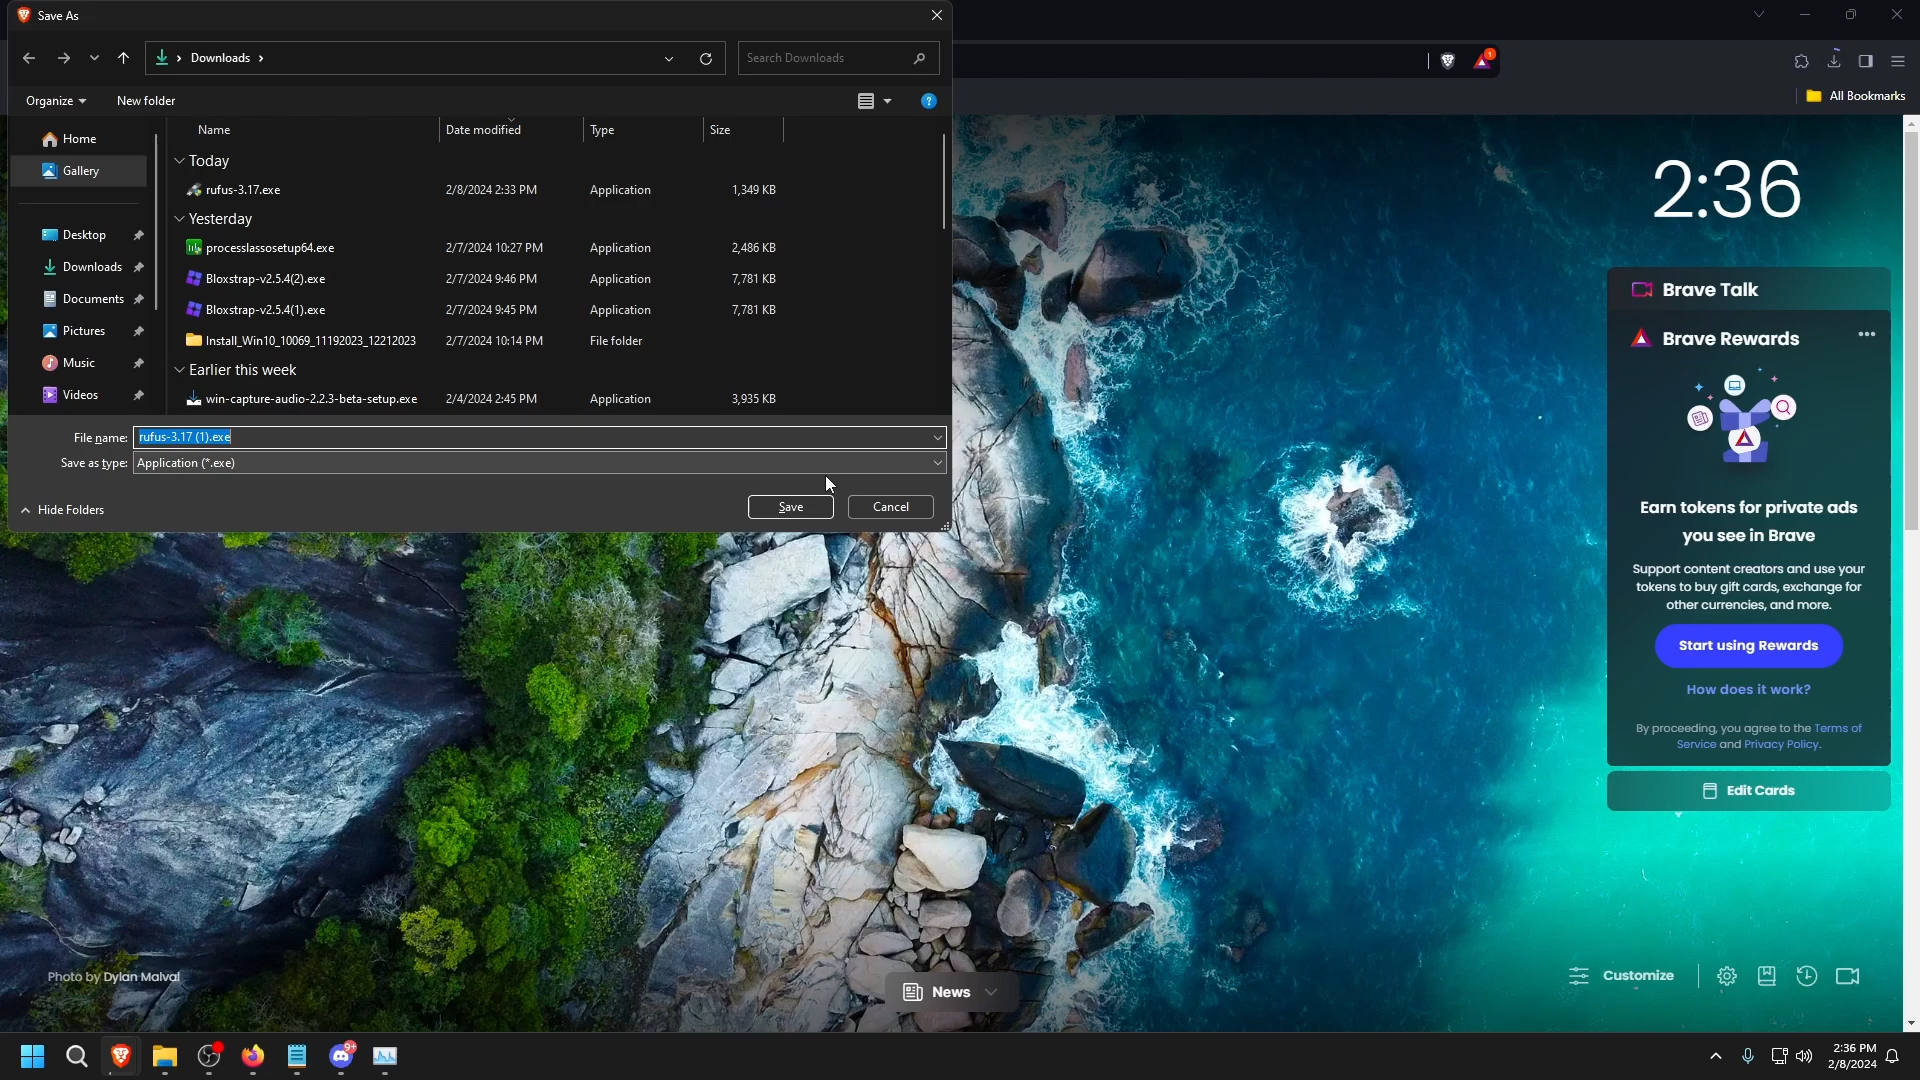 Save As
Downloads
Search Downloads
1
Organize
New folder
?
All Bookmarks
Name
Date modified
Type
Size
Home
Gallery
Desktop
Downloads
Documents
Pictures
Music
Videos
Today
rufus-3.17.exe 2/8/2024 2:33 PM Application 1,349 KB
Yesterday
processlassosetup64.exe 2/7/2024 10:27 PM Application 2,486 KB
Bloxstrap-v2.5.4(2).exe 2/7/2024 9:46 PM Application 7,781 KB
Bloxstrap-v2.5.4(1).exe 2/7/2024 9:45 PM Application 7,781 KB
Install_Win10_10069_11192023_12212023 2/7/2024 10:14 PM File folder
Earlier this week
win-capture-audio-2.2.3-beta-setup.exe 2/4/2024 2:45 PM Application 3,935 KB
File name: rufus-3.17 (1).exe
Save as type: Application (*.exe)
Hide Folders
Save
Cancel
2:36
Brave Talk
Brave Rewards
Earn tokens for private ads
you see in Brave
Support content creators and use your
tokens to buy gift cards, exchange for
other currencies, and more.
Start using Rewards
How does it work?
By proceeding, you agree to the Terms of
Service and Privacy Policy.
Edit Cards
Photo by Dylan Malval
News
Customize
9+
2:36 PM
2/8/2024